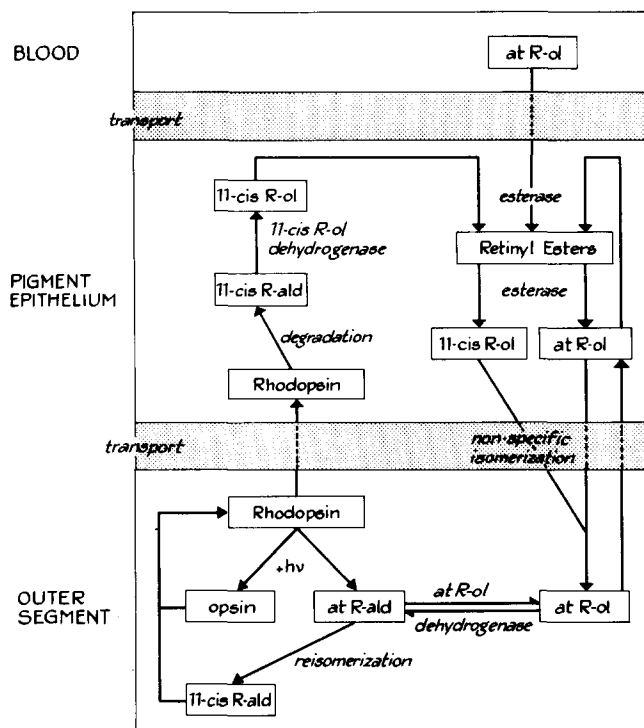 BLOOD
at R-ol
transport
11-cis R-ol
esterase
11-cis R-ol
dehydrogenase
Retinyl Esters
PIGMENT
EPITHELIUM
11-cis R-ald
esterase
degradation
11-cis R-ol
at R-ol
Rhodopsin
transport
non-specific
isomerization
Rhodopsin
+hν
OUTER
SEGMENT
opsin
at R-ald
at R-ol
dehydrogenase
at R-ol
reisomerization
11-cis R-ald